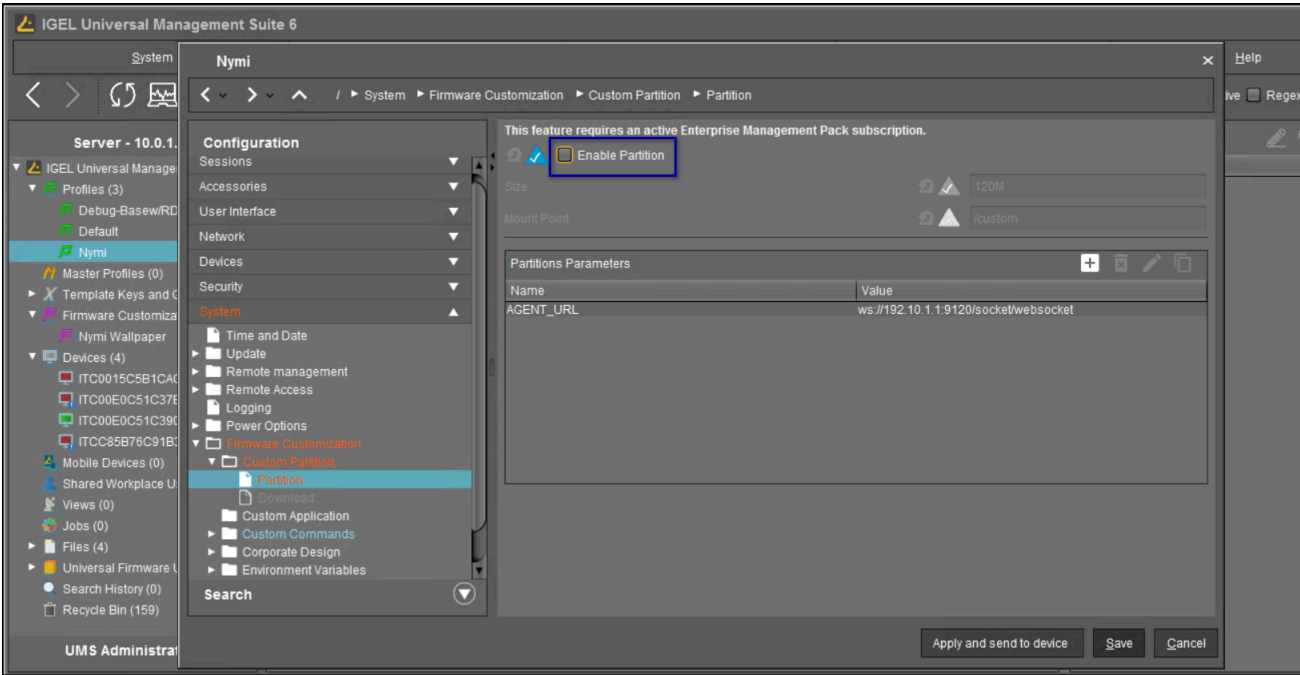 IGEL Universal Management Suite 6
System
Help
Nymi
/ System Firmware Customization Custom Partition Partition
Regex
Server - 10.0.1.
IGEL Universal Manage
Profiles (3)
Debug-Basew/RD
Default
Nymi
Master Profiles (0)
Template Keys and G
Firmware Customiza
Nymi Wallpaper
Devices (4)
ITC0015C5B1CA
ITC00E0C51C37E
ITC00E0C51C390
ITCC85B76C91B3
Mobile Devices (0)
Shared Workplace U
Views (0)
Jobs (0)
Files (4)
Universal Firmware U
Search History (0)
Recycle Bin (159)
UMS Administrat
Configuration
Sessions
Accessories
User Interface
Network
Devices
Security
System
Time and Date
Update
Remote management
Remote Access
Logging
Power Options
Firmware Customization
Custom Partition
Partition
Download
Custom Application
Custom Commands
Corporate Design
Environment Variables
Search
This feature requires an active Enterprise Management Pack subscription.
Enable Partition
Size 120M
Mount Point /custom
Partitions Parameters
Name Value
AGENT_URL ws://192.10.1.1:9120/socket/websocket
Apply and send to device Save Cancel